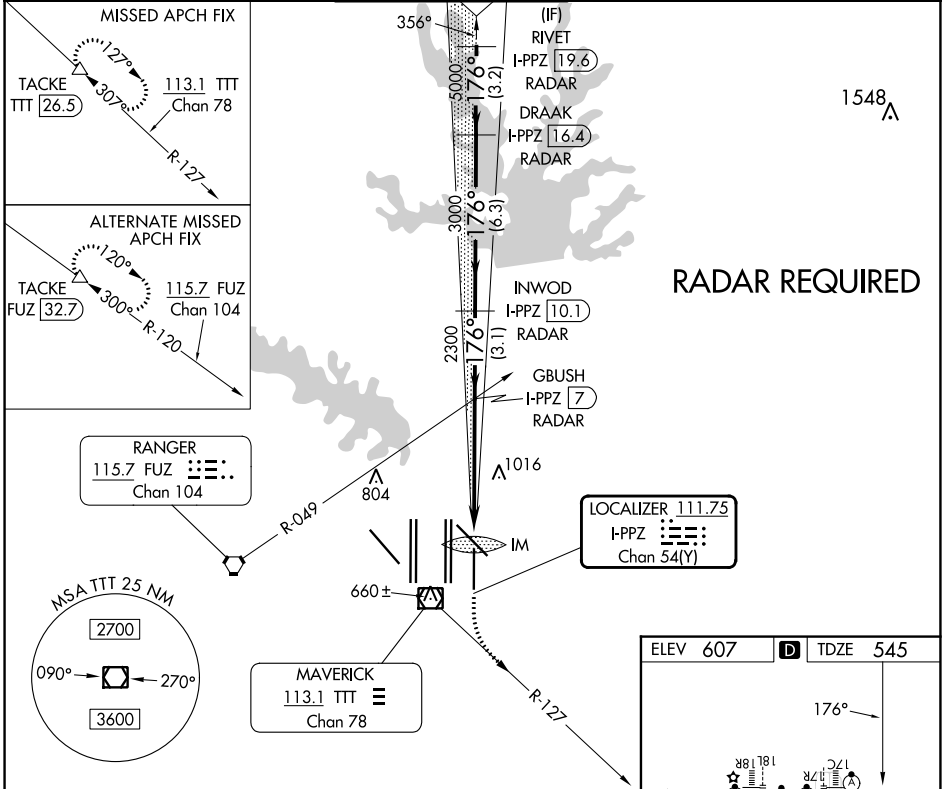 MISSED APCH FIX
127°
TACKE
TTT 26.5
307°
113.1 TTT
Chan 78
R-127
ALTERNATE MISSED
APCH FIX
120°
TACKE
FUZ 32.7
300°
115.7 FUZ
Chan 104
R-120
356°
(IF)
RIVET
I-PPZ 19.6
RADAR
5000
176°
(3.2)
DRAAK
I-PPZ 16.4
RADAR
3000
176°
(6.3)
INWOD
I-PPZ 10.1
RADAR
2300
176°
(3.1)
GBUSH
I-PPZ 7
RADAR
1548
RADAR REQUIRED
RANGER
115.7 FUZ
Chan 104
R-049
804
1016
IM
LOCALIZER 111.75
I-PPZ
Chan 54(Y)
660±
MSA TTT 25 NM
2700
090°
270°
3600
MAVERICK
113.1 TTT
Chan 78
R-127
ELEV 607 D TDZE 545
176°
18R
18L
17R
17C
A